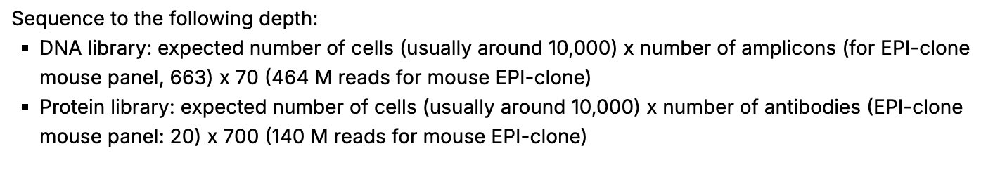 Sequence to the following depth:
▪ DNA library: expected number of cells (usually around 10,000) x number of amplicons (for EPI-clone
mouse panel, 663) x 70 (464 M reads for mouse EPI-clone)
▪ Protein library: expected number of cells (usually around 10,000) x number of antibodies (EPI-clone
mouse panel: 20) x 700 (140 M reads for mouse EPI-clone)